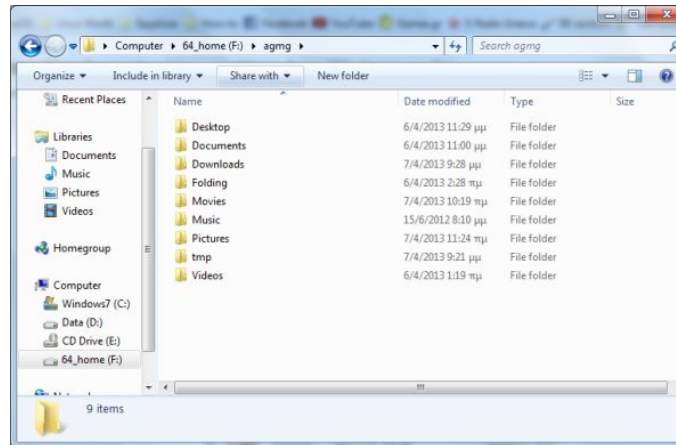 Computer ▸ 64_home (F:) ▸ agmg ▸
Search agmg
Organize ▾ Include in library ▾ Share with ▾ New folder
Recent Places
Libraries
Documents
Music
Pictures
Videos
Homegroup
Computer
Windows7 (C:)
Data (D:)
CD Drive (E:)
64_home (F:)
Name Date modified Type Size
Desktop 6/4/2013 11:29 μμ File folder
Documents 6/4/2013 11:00 μμ File folder
Downloads 7/4/2013 9:28 μμ File folder
Folding 6/4/2013 2:28 πμ File folder
Movies 7/4/2013 10:19 πμ File folder
Music 15/6/2012 8:10 μμ File folder
Pictures 7/4/2013 11:24 πμ File folder
tmp 7/4/2013 9:21 μμ File folder
Videos 6/4/2013 1:19 πμ File folder
9 items